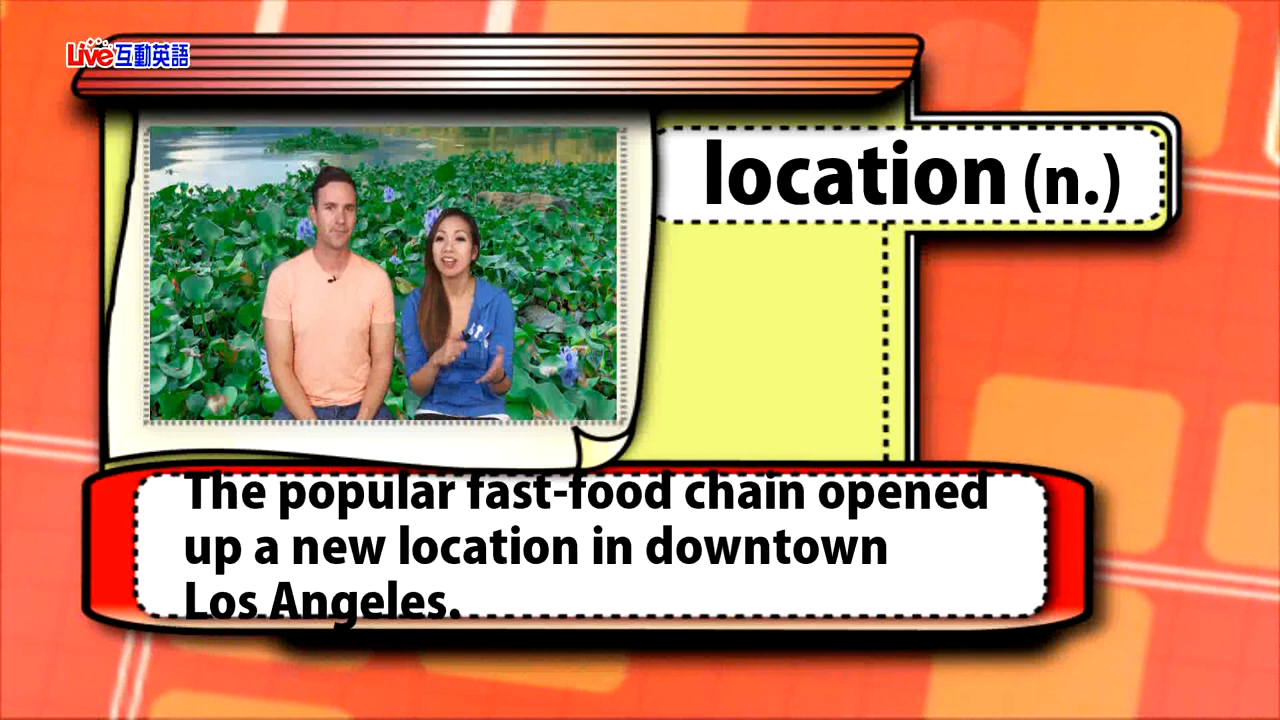 Live互動英語
location (n.)
The popular fast-food chain opened
up a new location in downtown
Los Angeles.